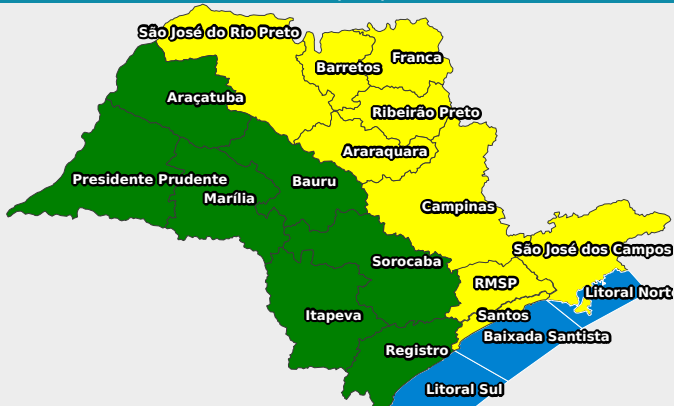 São José do Rio Preto
Franca
Barretos
Araçatuba
Ribeirão Preto
Araraquara
Presidente Prudente
Bauru
Marília
Campinas
São José dos Campos
Sorocaba
RMSP
Litoral Nort
Itapeva
Santos
Baixada Santista
Registro
Litoral Sul